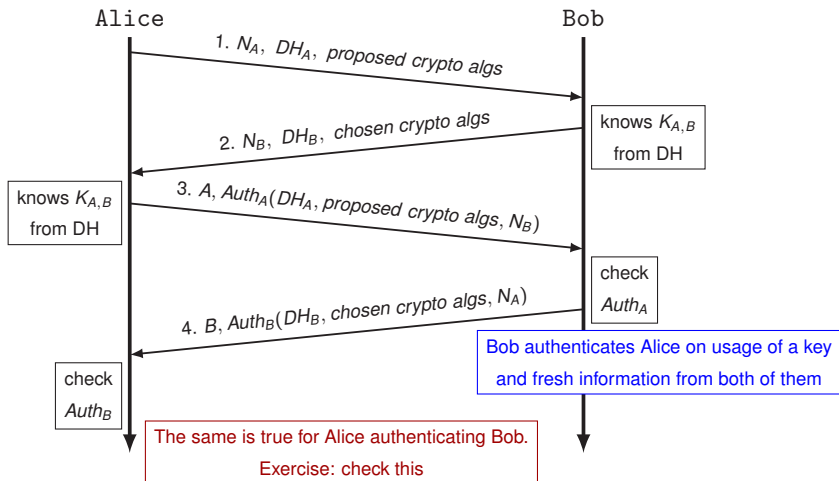 Alice
Bob
1. N_A, DH_A, proposed crypto algs
2. N_B, DH_B, chosen crypto algs
knows K_{A,B}
from DH
knows K_{A,B}
from DH
3. A, Auth_A(DH_A, proposed crypto algs, N_B)
check
Auth_A
4. B, Auth_B(DH_B, chosen crypto algs, N_A)
Bob authenticates Alice on usage of a key
and fresh information from both of them
check
Auth_B
The same is true for Alice authenticating Bob.
Exercise: check this